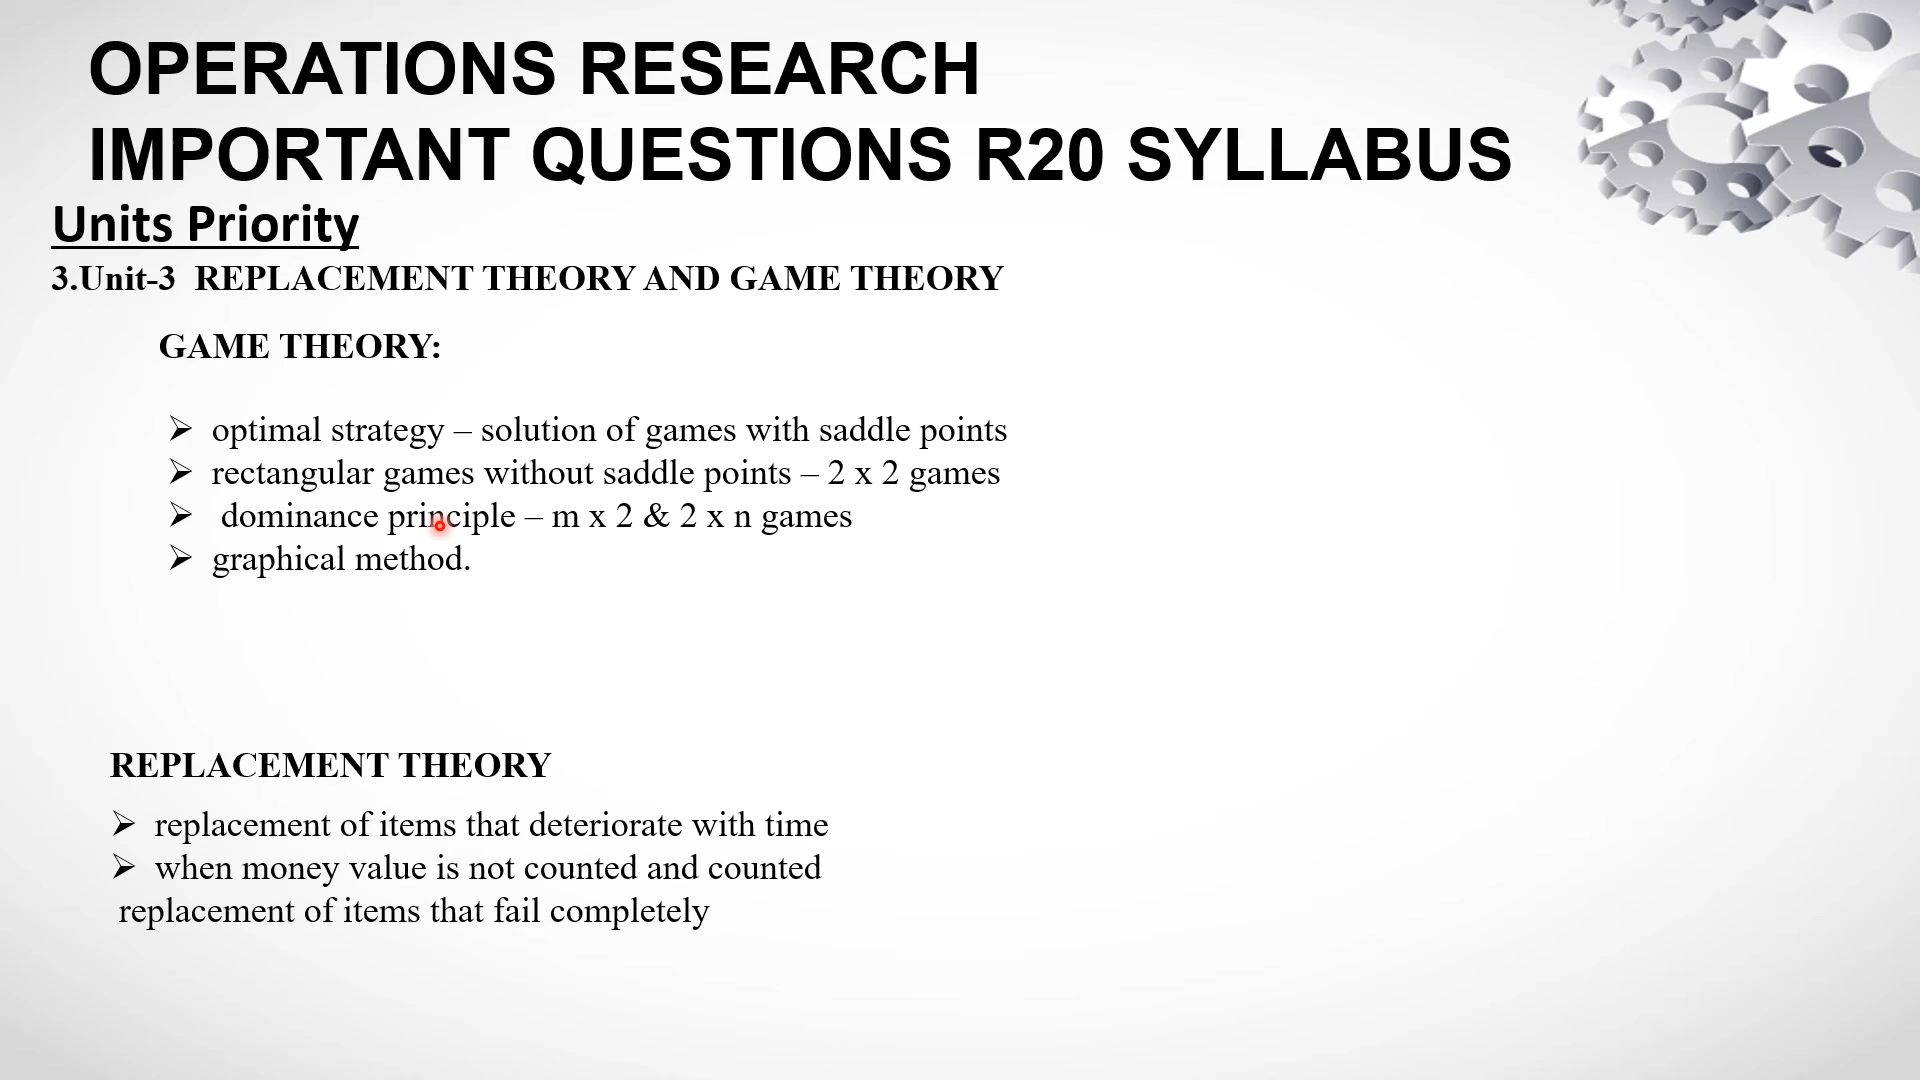 OPERATIONS RESEARCH
IMPORTANT QUESTIONS R20 SYLLABUS
Units Priority
3.Unit-3 REPLACEMENT THEORY AND GAME THEORY
GAME THEORY:
➢ optimal strategy – solution of games with saddle points
➢ rectangular games without saddle points – 2 x 2 games
➢ dominance principle – m x 2 & 2 x n games
➢ graphical method.
REPLACEMENT THEORY
➢ replacement of items that deteriorate with time
➢ when money value is not counted and counted
replacement of items that fail completely